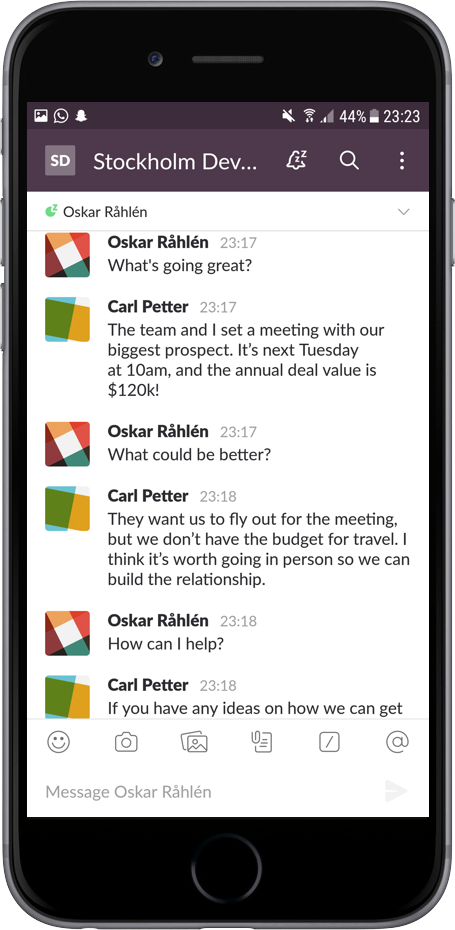 44% 23:23
SD Stockholm Dev...
Oskar Råhlén
Oskar Råhlén 23:17
What's going great?
Carl Petter 23:17
The team and I set a meeting with our
biggest prospect. It's next Tuesday
at 10am, and the annual deal value is
$120k!
Oskar Råhlén 23:17
What could be better?
Carl Petter 23:18
They want us to fly out for the meeting,
but we don't have the budget for travel. I
think it's worth going in person so we can
build the relationship.
Oskar Råhlén 23:18
How can I help?
Carl Petter 23:18
If you have any ideas on how we can get
Message Oskar Råhlén